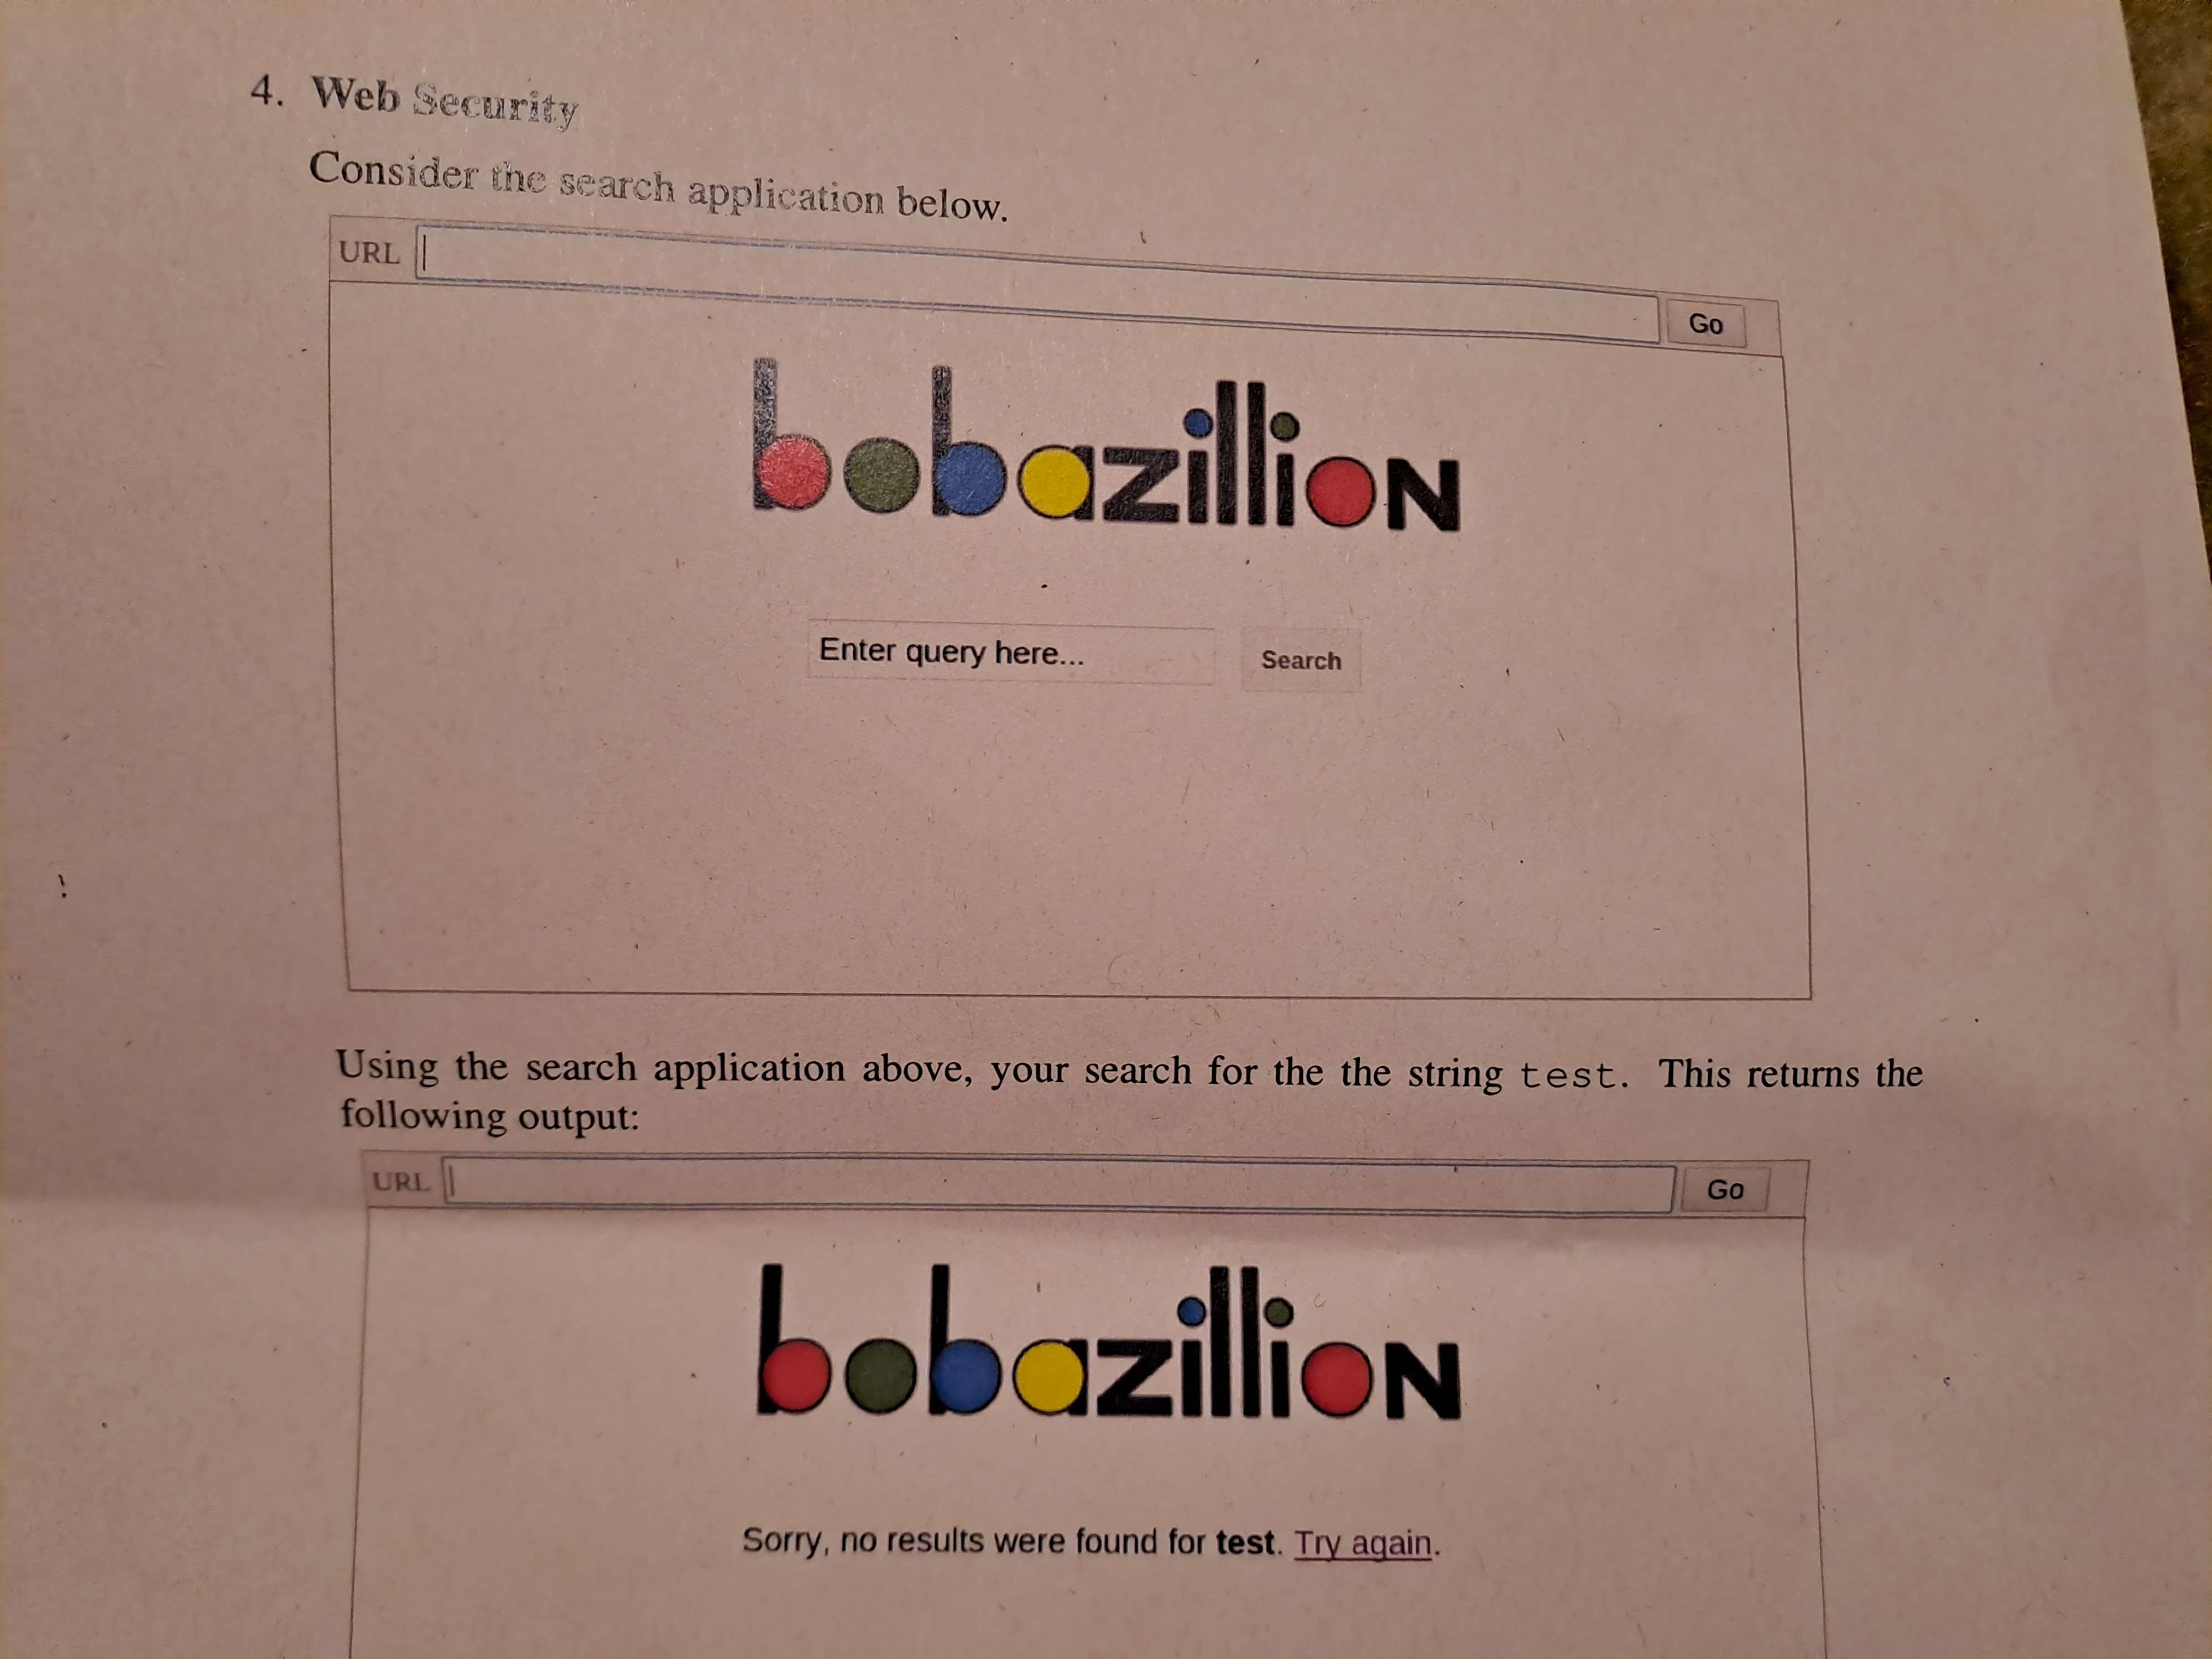 4. Web Security
Consider the search application below.
URL
Go
bobazillion
Enter query here...
Search
Using the search application above, your search for the the string test. This returns the
following output:
URL
Go
bobazillion
Sorry, no results were found for test. Try again.